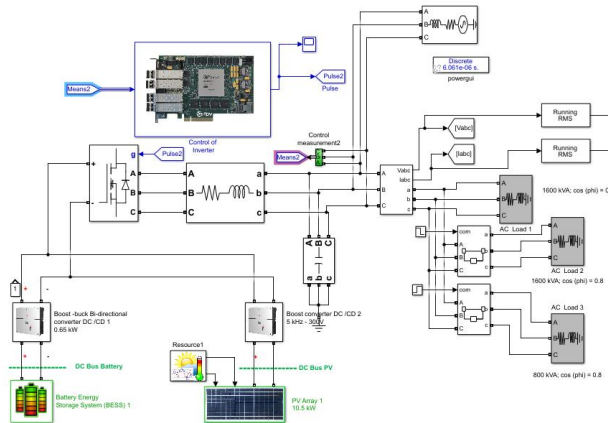 A
B
C
Discrete
6.061e-06 s.
powergui
Means2
Pulse2
Pulse
Control of
Inverter
Control
measurement2
Means2
g
Pulse2
+
-
A
B
C
A
B
C
a
b
c
A B C
a b c
A
B
C
Vabc
Iabc
a
b
c
[Vabc]
[Iabc]
Running
RMS
Running
RMS
A
B
C
1600 kVA; cos (phi) = 0
AC Load 1
com
A
B
C
a
b
c
A
B
C
AC Load 2
1600 kVA; cos (phi) = 0.8
com
A
B
C
a
b
c
A
B
C
AC Load 3
800 kVA; cos (phi) = 0.8
1
+ -
Boost -buck Bi-directional
converter DC /CD 1
0.65 kW
+ -
Boost converter DC /CD 2
5 kHz - 300V
+
DC Bus Battery
Resource1
+
DC Bus PV
Battery Energy
Storage System (BESS) 1
PV Array 1
10.5 kW